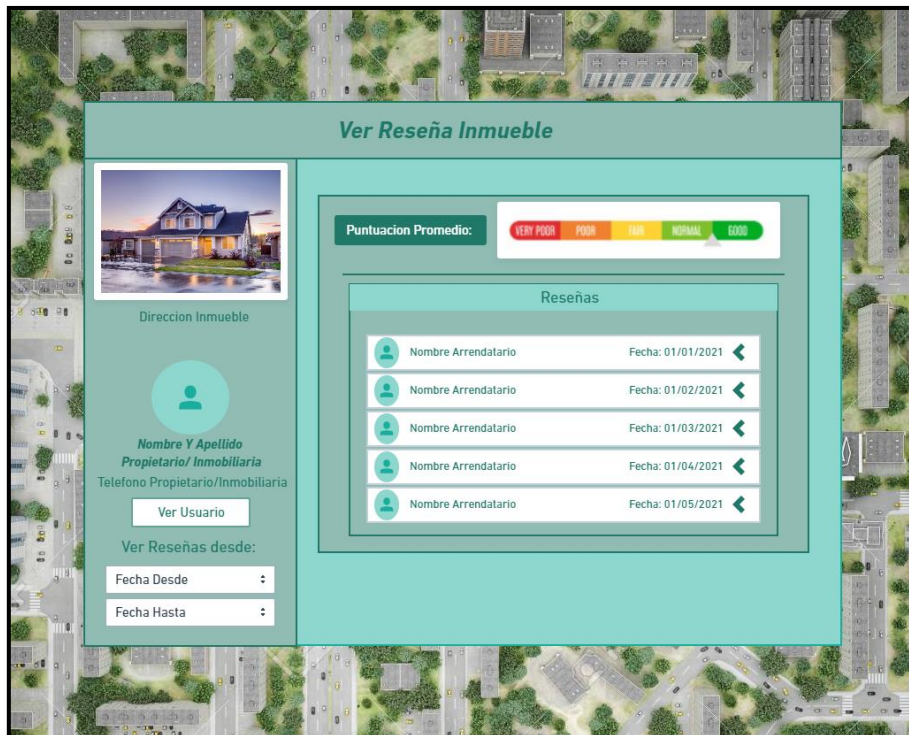 Ver Reseña Inmueble
Direccion Inmueble
Nombre Y Apellido
Propietario/ Inmobiliaria
Telefono Propietario/Inmobiliaria
Ver Usuario
Ver Reseñas desde:
Fecha Desde
Fecha Hasta
Puntuacion Promedio:
VERY POOR POOR FAIR NORMAL GOOD
Reseñas
Nombre Arrendatario Fecha: 01/01/2021
Nombre Arrendatario Fecha: 01/02/2021
Nombre Arrendatario Fecha: 01/03/2021
Nombre Arrendatario Fecha: 01/04/2021
Nombre Arrendatario Fecha: 01/05/2021